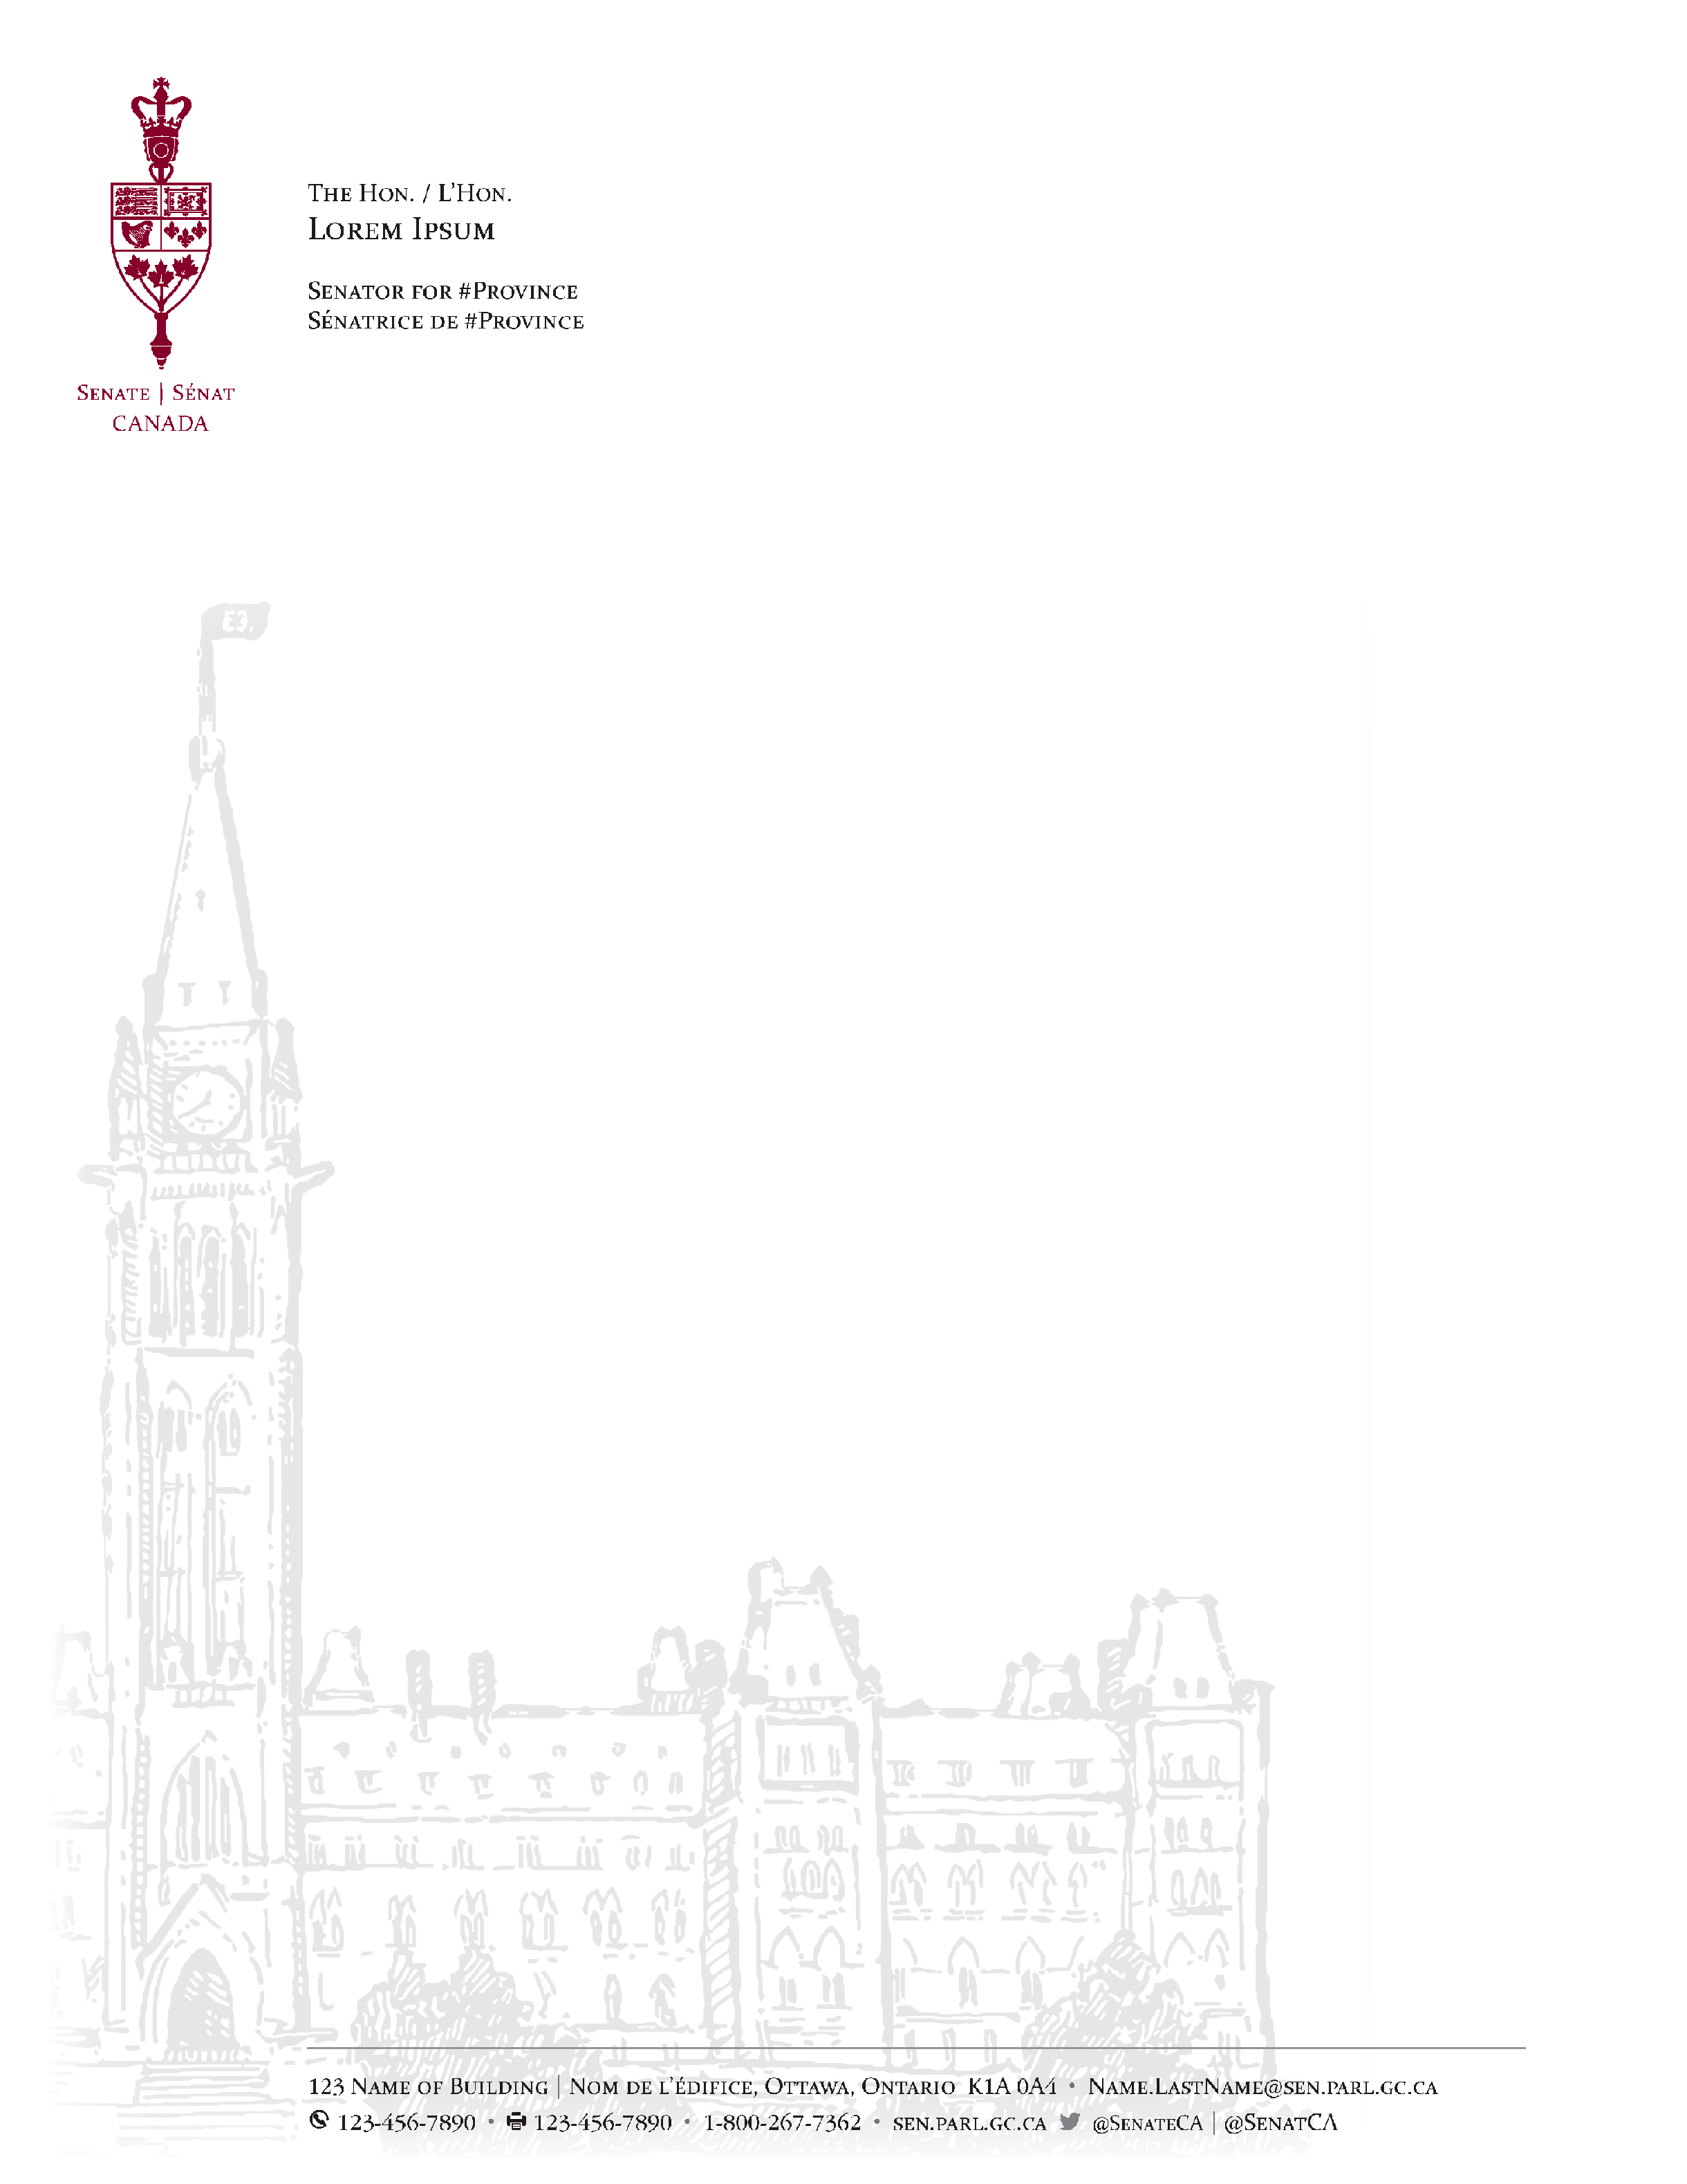 The Hon. / L'Hon.
Lorem Ipsum
Senator for #Province
Sénatrice de #Province
Senate | Sénat
CANADA
123 Name of Building | Nom de l'édifice, Ottawa, Ontario K1A 0A4 • Name.LastName@sen.parl.gc.ca
123-456-7890 • 123-456-7890 • 1-800-267-7362 • sen.parl.gc.ca @SenateCA | @SenatCA